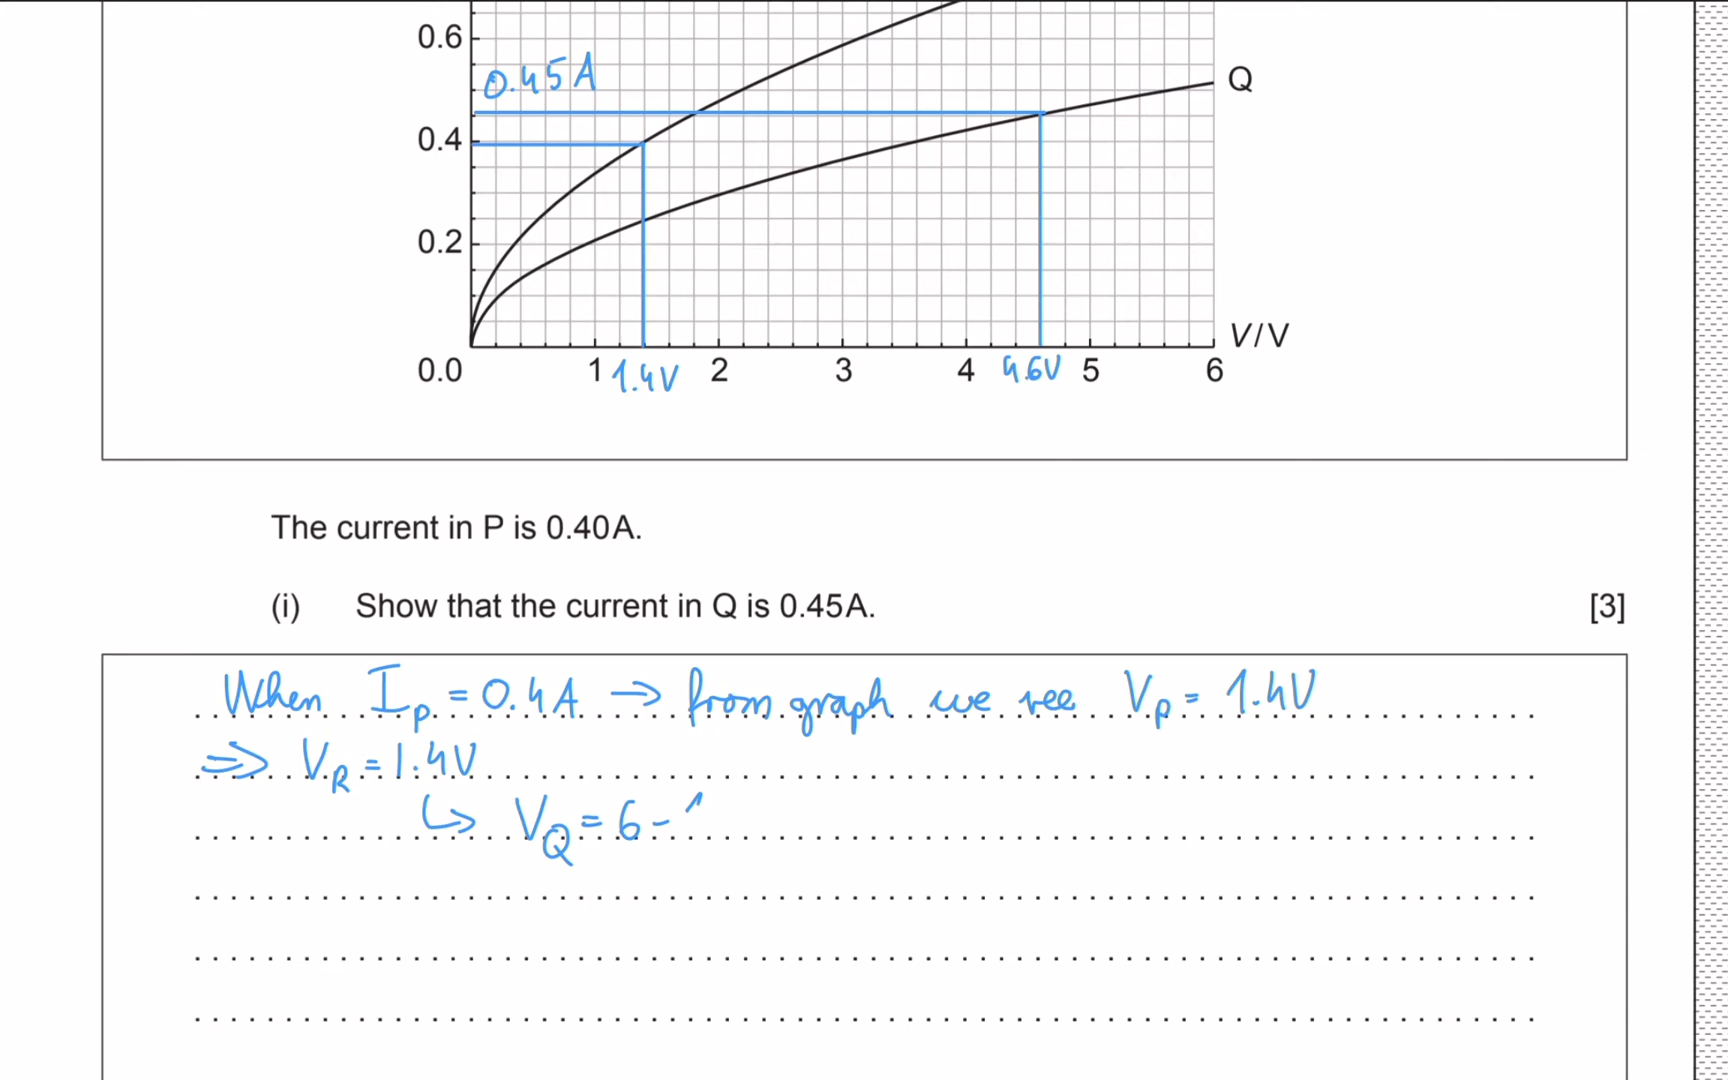 0.6
0.45A
Q
0.4
0.2
V/V
0.0 1 1.4V 2 3 4 4.6V 5 6
The current in P is 0.40A.
(i) Show that the current in Q is 0.45A. [3]
When I_P = 0.4A → from graph we see V_P = 1.4V
⇒ V_R = 1.4V
↳ V_Q = 6 -